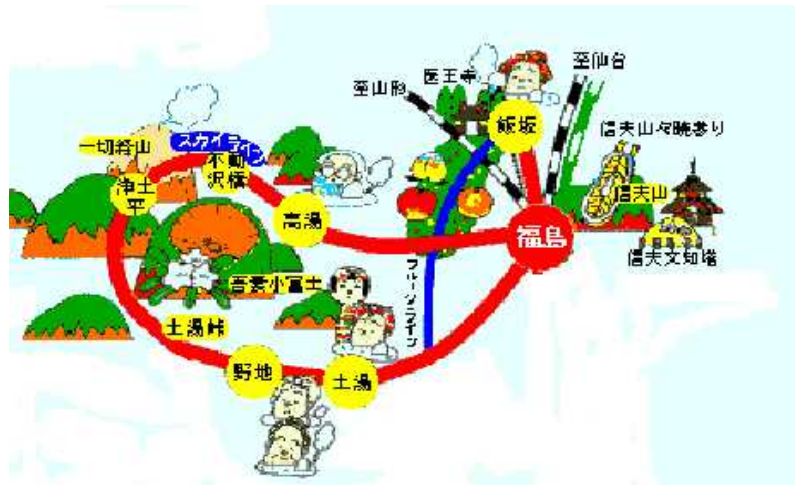 至仙台
医王寺
至山形
飯坂
信夫山々暁参り
一切経山
スカイライン
不動
沢橋
浄土
平
信夫山
高湯
福島
信夫文知塔
吾妻小富士
フルーツライン
土湯峠
野地
土湯